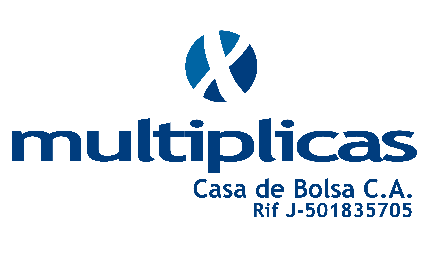 multiplicas
Casa de Bolsa C.A.
Rif J-501835705